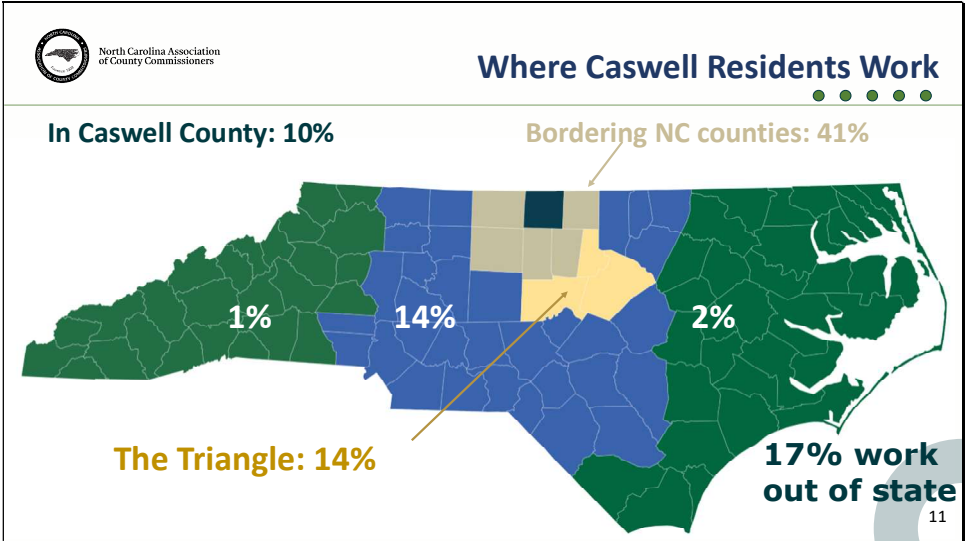 North Carolina Association
of County Commissioners
Where Caswell Residents Work
In Caswell County: 10%
Bordering NC counties: 41%
1%
14%
2%
The Triangle: 14%
17% work
out of state
11